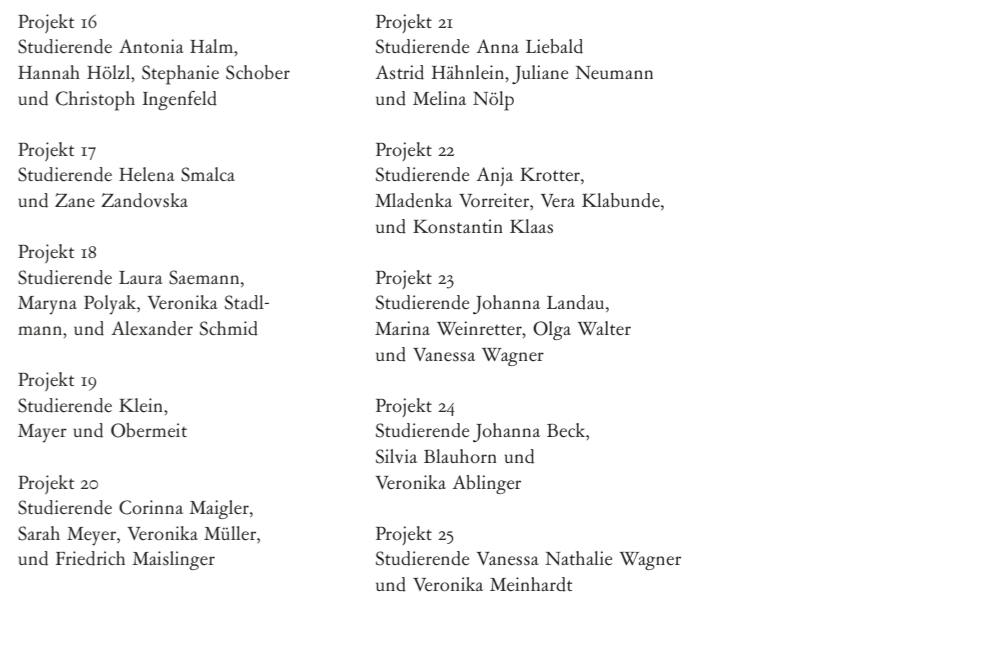 Projekt 16
Studierende Antonia Halm,
Hannah Hölzl, Stephanie Schober
und Christoph Ingenfeld
Projekt 17
Studierende Helena Smalca
und Zane Zandovska
Projekt 18
Studierende Laura Saemann,
Maryna Polyak, Veronika Stadl-
mann, und Alexander Schmid
Projekt 19
Studierende Klein,
Mayer und Obermeit
Projekt 20
Studierende Corinna Maigler,
Sarah Meyer, Veronika Müller,
und Friedrich Maislinger
Projekt 21
Studierende Anna Liebald
Astrid Hähnlein, Juliane Neumann
und Melina Nölp
Projekt 22
Studierende Anja Krotter,
Mladenka Vorreiter, Vera Klabunde,
und Konstantin Klaas
Projekt 23
Studierende Johanna Landau,
Marina Weinretter, Olga Walter
und Vanessa Wagner
Projekt 24
Studierende Johanna Beck,
Silvia Blauhorn und
Veronika Ablinger
Projekt 25
Studierende Vanessa Nathalie Wagner
und Veronika Meinhardt